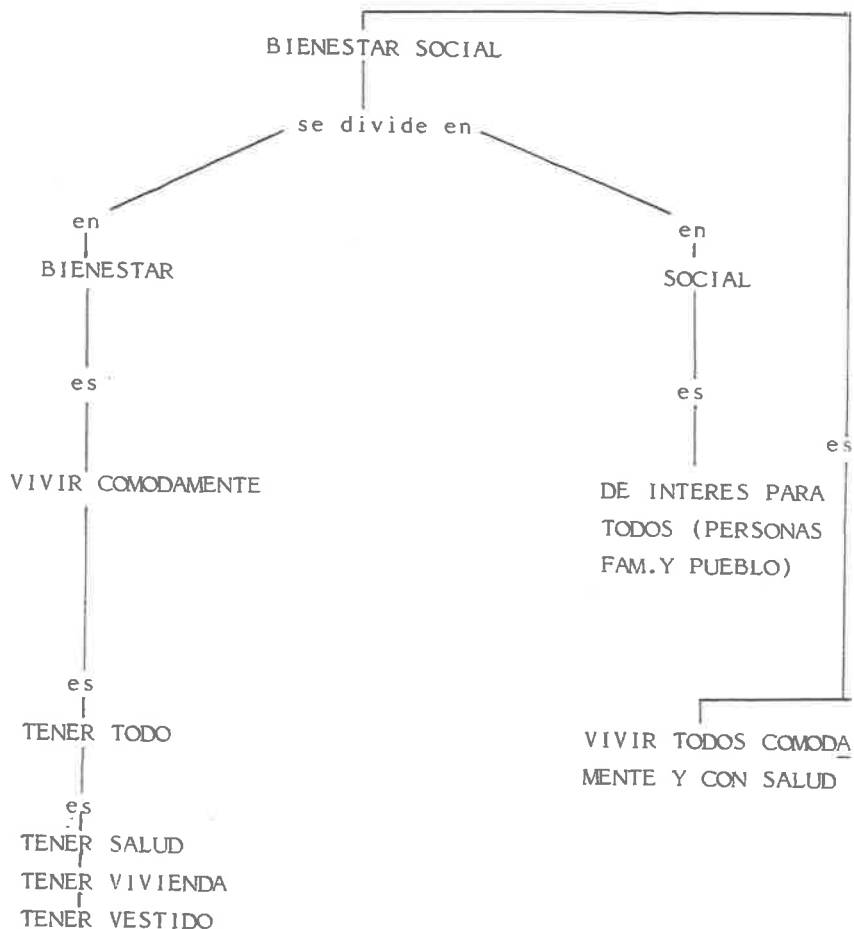 BIENESTAR SOCIAL
se divide en
en
BIENESTAR
es
VIVIR COMODAMENTE
es
TENER TODO
es
TENER SALUD
TENER VIVIENDA
TENER VESTIDO
en
SOCIAL
es
DE INTERES PARA
TODOS (PERSONAS
FAM.Y PUEBLO)
es
VIVIR TODOS COMODA
MENTE Y CON SALUD